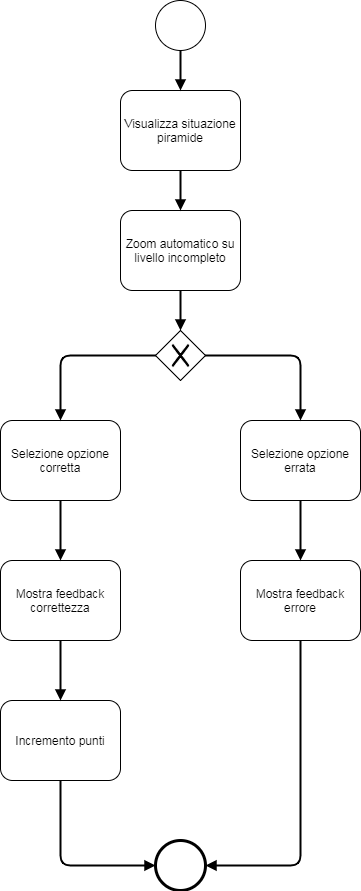 Visualizza situazione
piramide
Zoom automatico su
livello incompleto
X
Selezione opzione
corretta
Selezione opzione
errata
Mostra feedback
correttezza
Mostra feedback
errore
Incremento punti